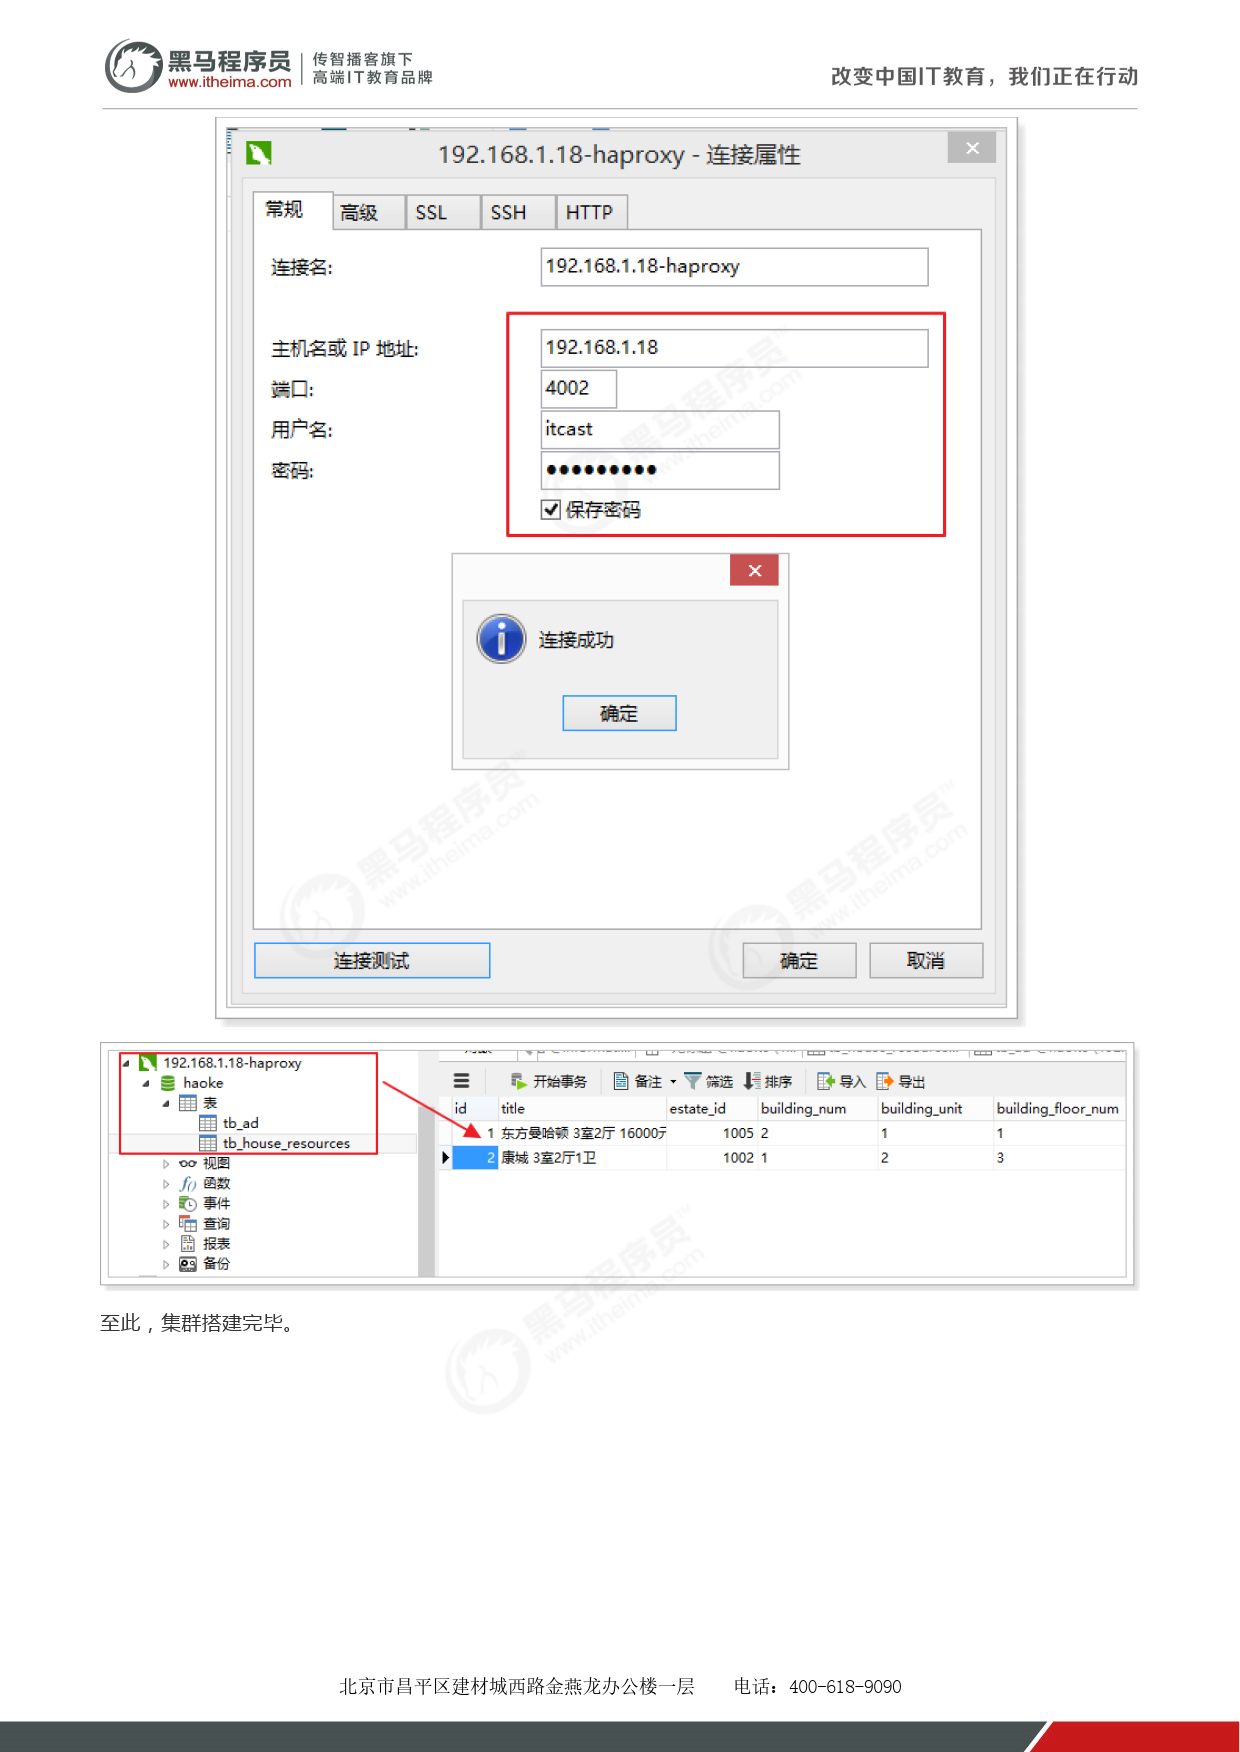 黑马程序员
www.itheima.com
传智播客旗下
高端IT教育品牌
改变中国IT教育，我们正在行动
192.168.1.18-haproxy - 连接属性
常规 高级 SSL SSH HTTP
连接名: 192.168.1.18-haproxy
主机名或 IP 地址: 192.168.1.18
端口: 4002
用户名: itcast
密码: ●●●●●●●●●
保存密码
连接成功
确定
连接测试 确定 取消
192.168.1.18-haproxy
haoke
表
tb_ad
tb_house_resources
视图
函数
事件
查询
报表
备份
开始事务 备注 筛选 排序 导入 导出
id title estate_id building_num building_unit building_floor_num
1 东方曼哈顿 3室2厅 16000元 1005 2 1 1
2 康城 3室2厅1卫 1002 1 2 3
至此，集群搭建完毕。
黑马程序员
www.itheima.com
北京市昌平区建材城西路金燕龙办公楼一层 电话：400-618-9090